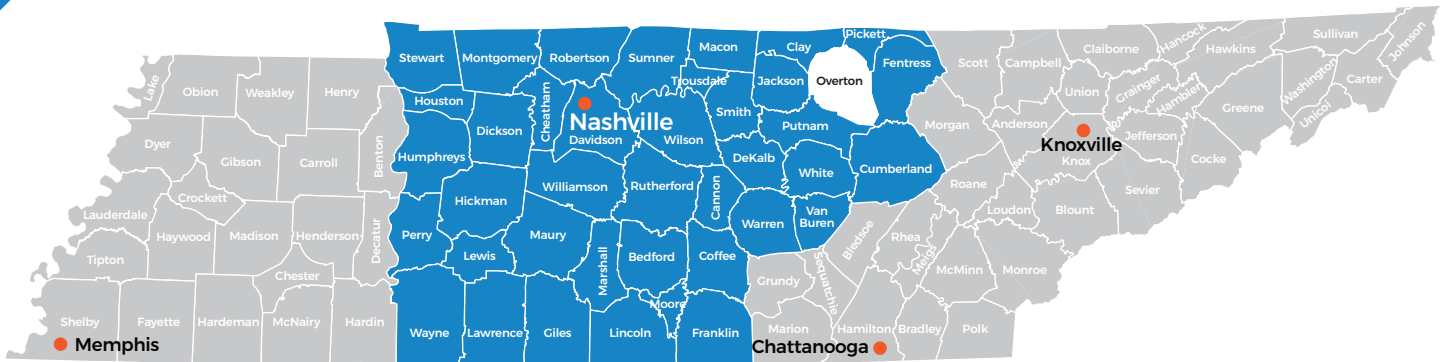 Lake
Obion
Weakley
Henry
Dyer
Gibson
Carroll
Benton
Crockett
Lauderdale
Haywood
Madison
Henderson
Decatur
Tipton
Chester
Shelby
Fayette
Hardeman
McNairy
Hardin
Memphis
Stewart
Montgomery
Robertson
Sumner
Macon
Clay
Pickett
Fentress
Trousdale
Jackson
Overton
Houston
Cheatham
Dickson
Nashville
Davidson
Wilson
Smith
Putnam
Humphreys
DeKalb
White
Cumberland
Williamson
Rutherford
Cannon
Hickman
Warren
Van
Buren
Perry
Lewis
Maury
Marshall
Bedford
Coffee
Moore
Wayne
Lawrence
Giles
Lincoln
Franklin
Scott
Campbell
Claiborne
Hancock
Hawkins
Sullivan
Johnson
Union
Grainger
Hamblen
Washington
Carter
Unicoi
Greene
Morgan
Anderson
Knoxville
Knox
Jefferson
Cocke
Sevier
Roane
Loudon
Blount
Bledsoe
Rhea
Meigs
McMinn
Monroe
Sequatchie
Grundy
Marion
Hamilton
Bradley
Polk
Chattanooga